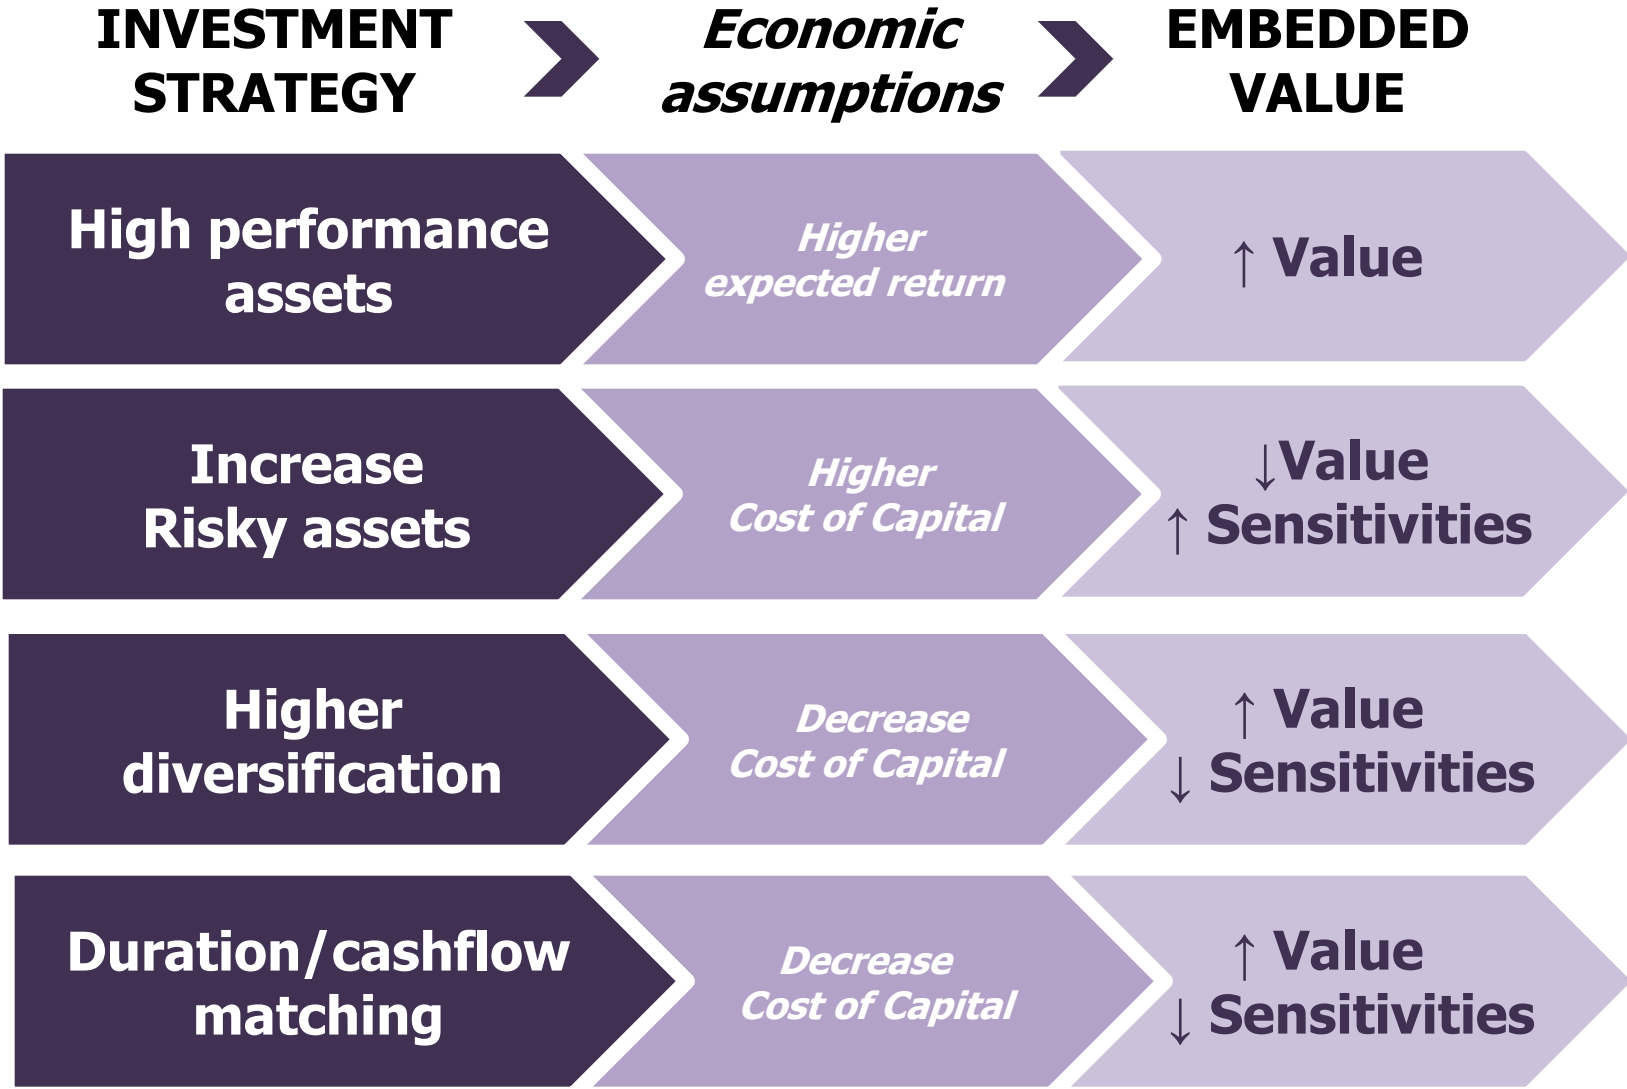 INVESTMENT
STRATEGY
Economic
assumptions
EMBEDDED
VALUE
High performance
assets
Higher
expected return
↑ Value
Increase
Risky assets
Higher
Cost of Capital
↓Value
↑ Sensitivities
Higher
diversification
Decrease
Cost of Capital
↑ Value
↓ Sensitivities
Duration/cashflow
matching
Decrease
Cost of Capital
↑ Value
↓ Sensitivities